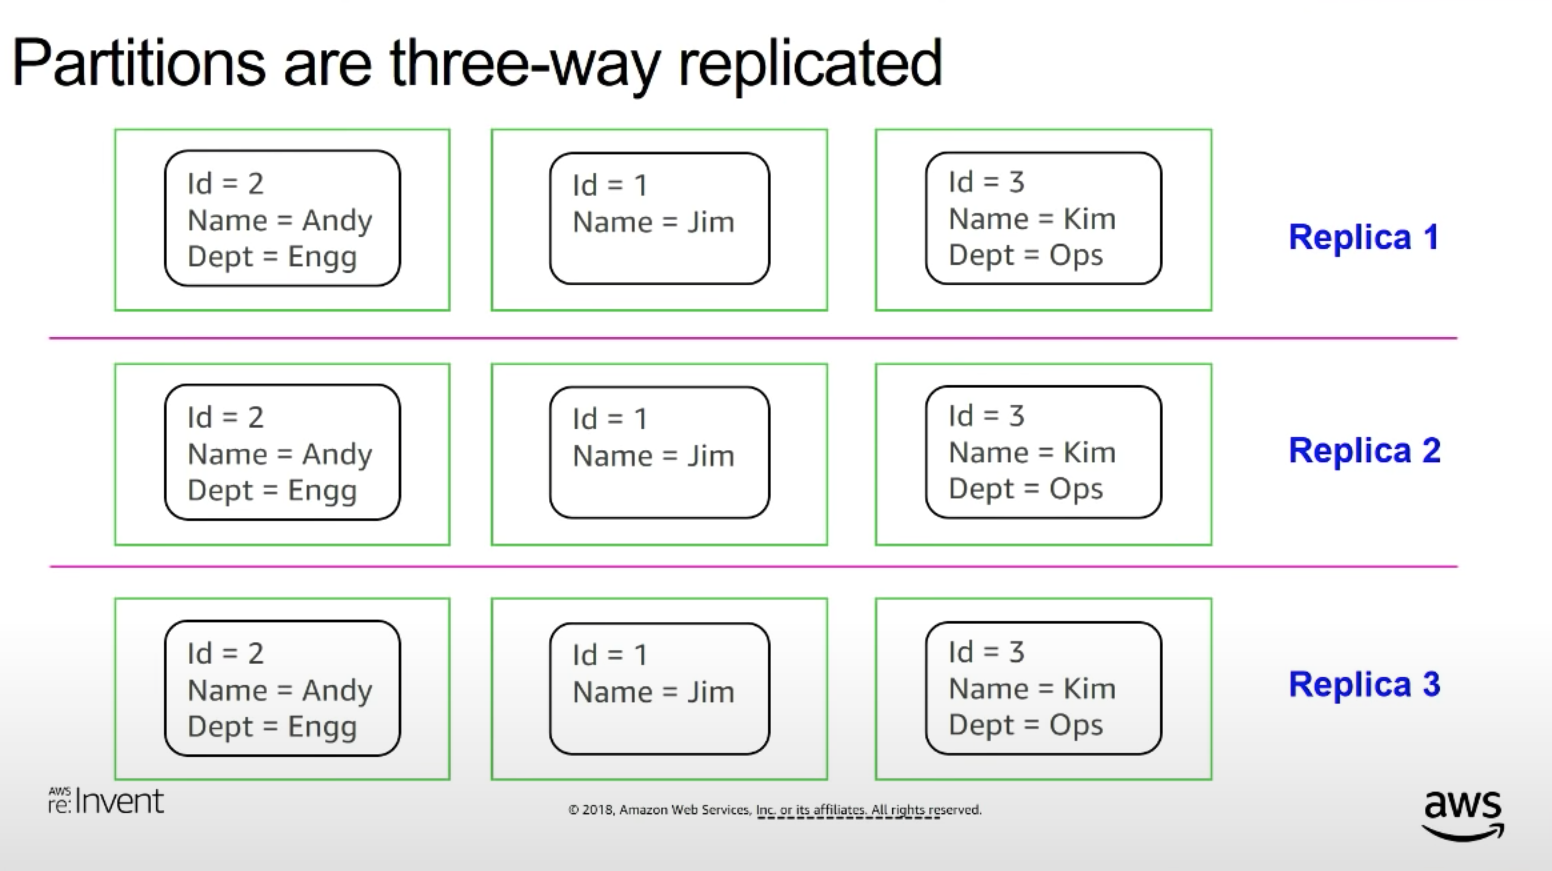 Partitions are three-way replicated
Id = 2
Name = Andy
Dept = Engg
Id = 1
Name = Jim
Id = 3
Name = Kim
Dept = Ops
Replica 1
Id = 2
Name = Andy
Dept = Engg
Id = 1
Name = Jim
Id = 3
Name = Kim
Dept = Ops
Replica 2
Id = 2
Name = Andy
Dept = Engg
Id = 1
Name = Jim
Id = 3
Name = Kim
Dept = Ops
Replica 3
AWS
re:Invent
© 2018, Amazon Web Services, Inc. or its affiliates. All rights reserved.
aws